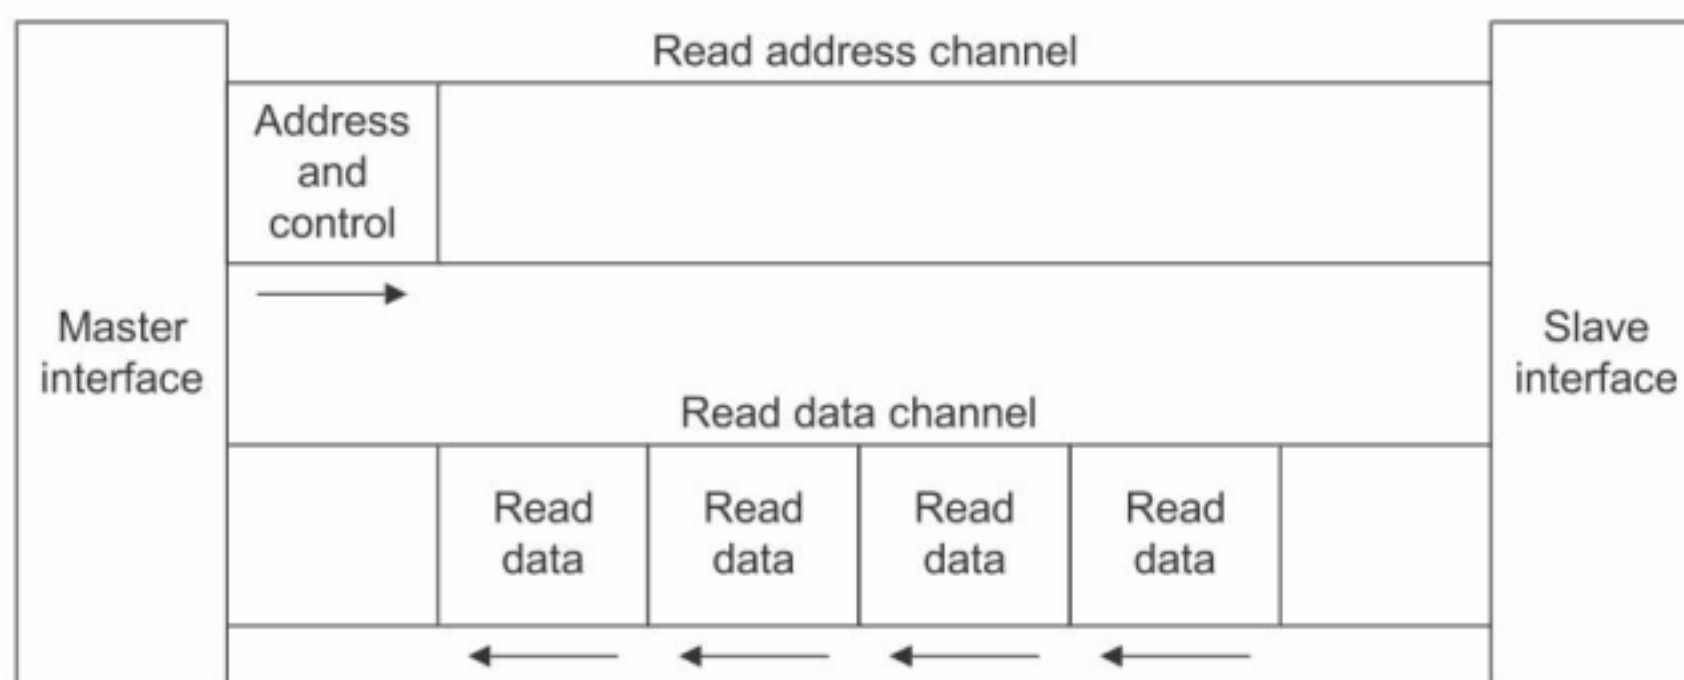 Read address channel
Address
and
control
Master
interface
Slave
interface
Read data channel
Read
data
Read
data
Read
data
Read
data